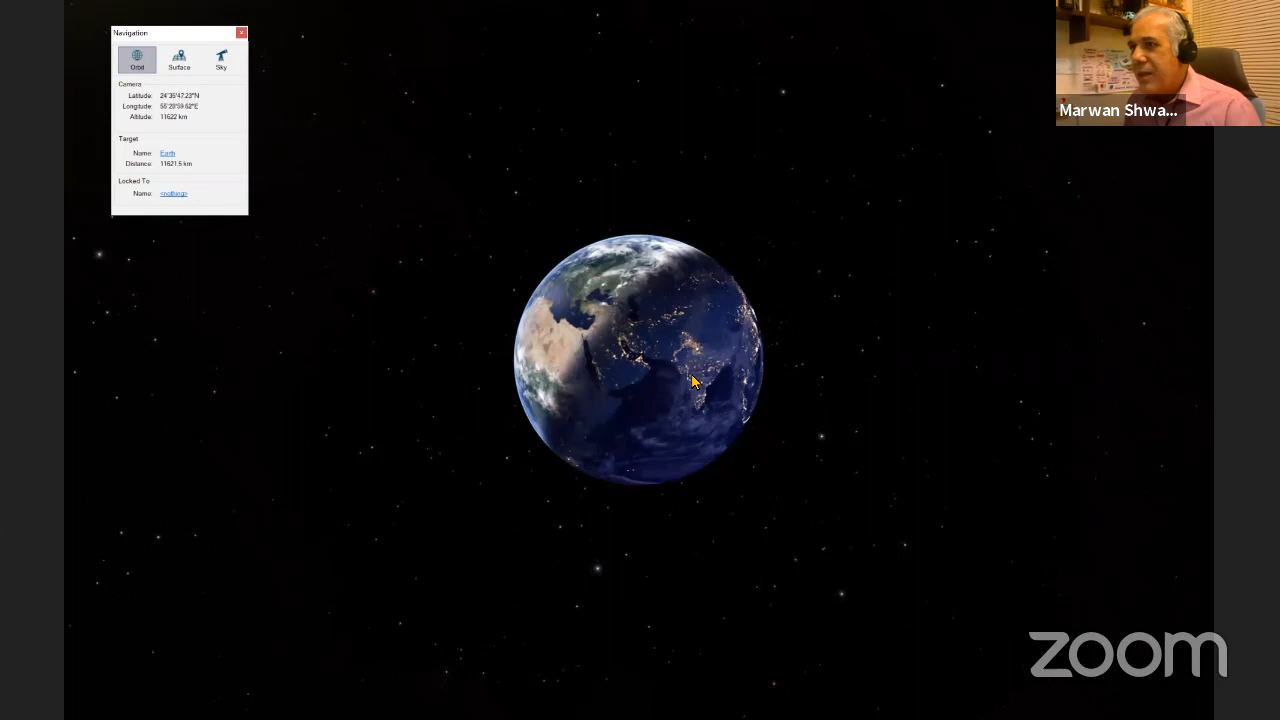 Navigation
Orbit Surface Sky
Camera
Latitude: 24°35'47.23"N
Longitude: 55°29'59.62"E
Altitude: 11622 km
Target
Name: Earth
Distance: 11621.5 km
Locked To
Name: <nothing>
Marwan Shwa...
zoom